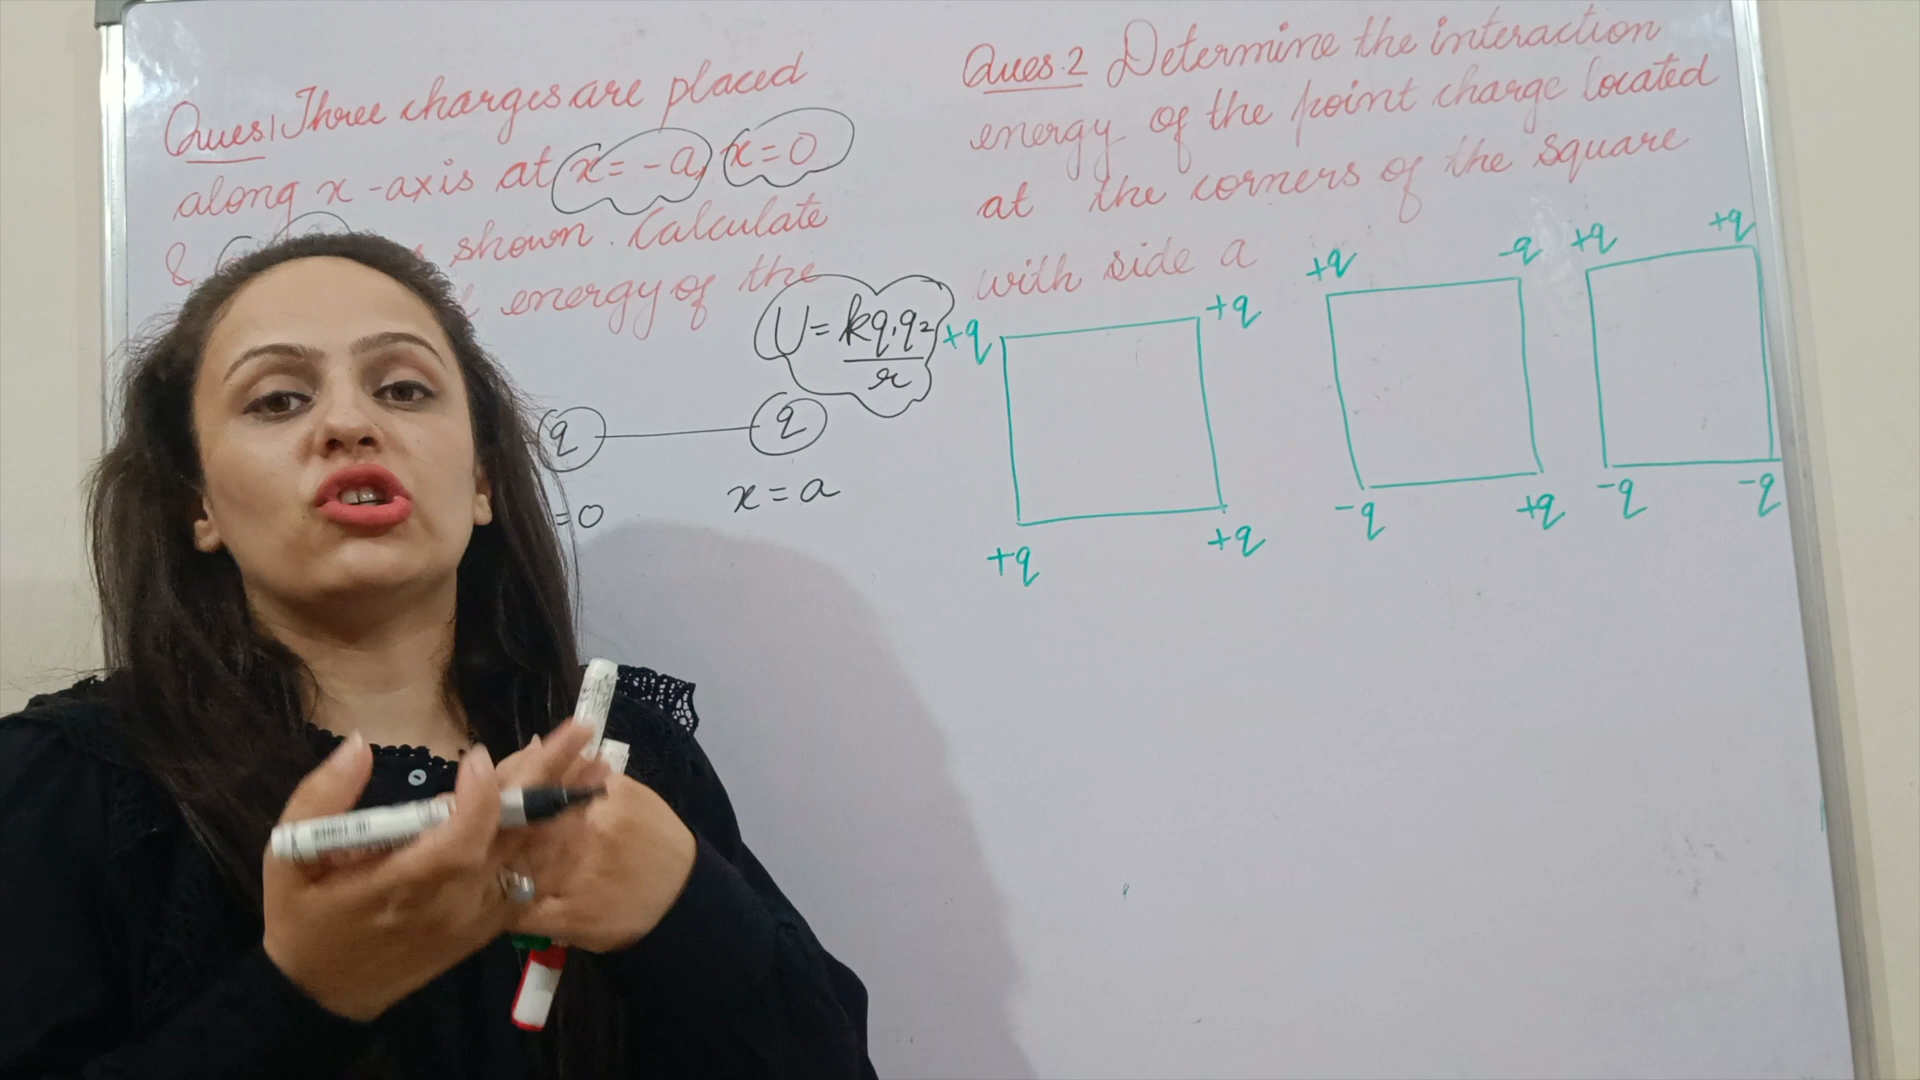 Ques1 Three charges are placed
along x-axis at x=-a, x=0
& shown. Calculate
energy of the
U= kq1q2
r
q q
=0 x=a
Ques.2 Determine the interaction
energy of the point charge located
at the corners of the square
with side a
+q +q
+q +q
+q -q
-q +q
+q +q
-q -q